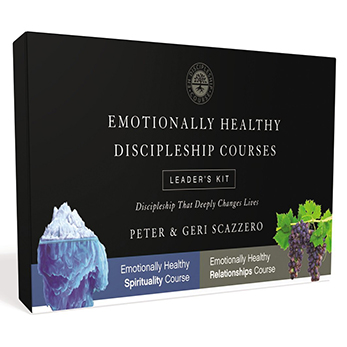 EMOTIONALLY HEALTHY
DISCIPLESHIP COURSES
LEADER'S KIT
Discipleship That Deeply Changes Lives
PETER & GERI SCAZZERO
Emotionally Healthy
Spirituality Course
Emotionally Healthy
Relationships Course